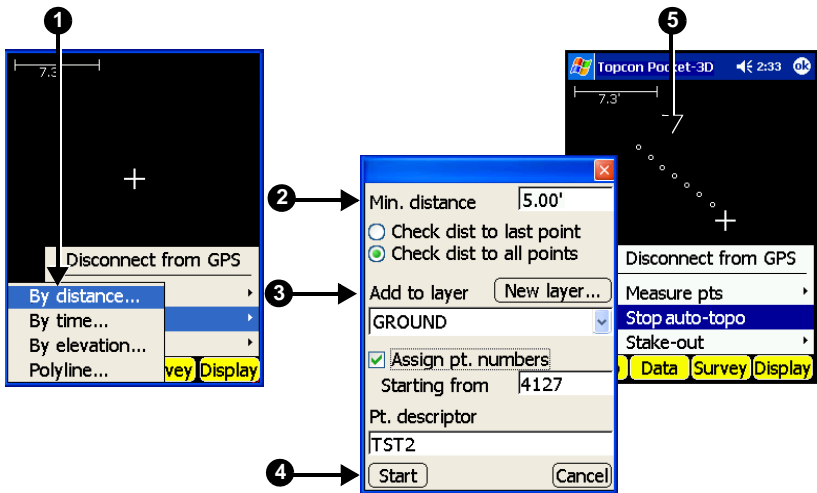 1
7.3'
Disconnect from GPS
By distance...
By time...
By elevation...
Polyline...
vey Display
2
Min. distance 5.00'
Check dist to last point
Check dist to all points
3
Add to layer New layer...
GROUND
Assign pt. numbers
Starting from 4127
Pt. descriptor
TST2
4
Start Cancel
5
Topcon Pocket-3D 2:33 ok
7.3'
Disconnect from GPS
Measure pts
Stop auto-topo
Stake-out
Data Survey Display